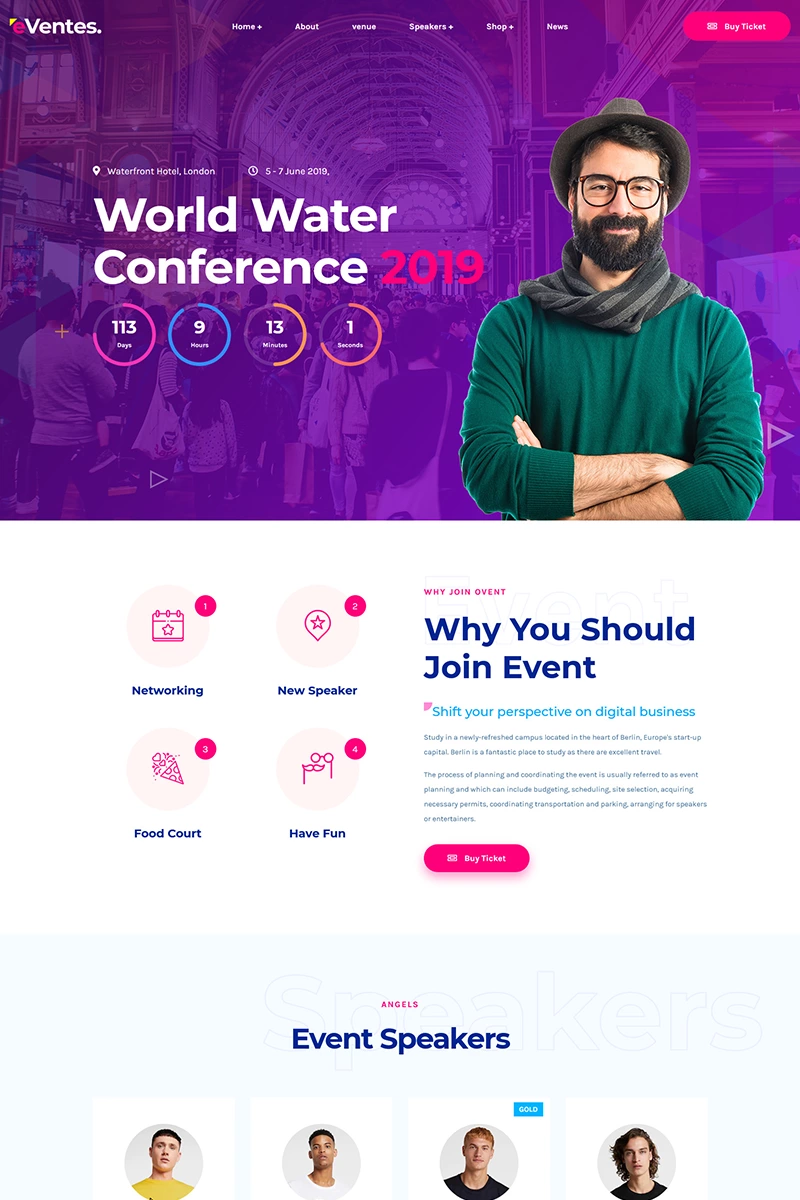 eVentes.
Home + About venue Speakers + Shop + News Buy Ticket
Waterfront Hotel, London 5 - 7 June 2019,
World Water
Conference 2019
113 9 13 1
Days Hours Minutes Seconds
1 2
Networking New Speaker
3 4
Food Court Have Fun
Event
WHY JOIN OVENT
Why You Should
Join Event
Shift your perspective on digital business
Study in a newly-refreshed campus located in the heart of Berlin, Europe's start-up
capital. Berlin is a fantastic place to study as there are excellent travel.
The process of planning and coordinating the event is usually referred to as event
planning and which can include budgeting, scheduling, site selection, acquiring
necessary permits, coordinating transportation and parking, arranging for speakers
or entertainers.
Buy Ticket
Speakers
ANGELS
Event Speakers
GOLD